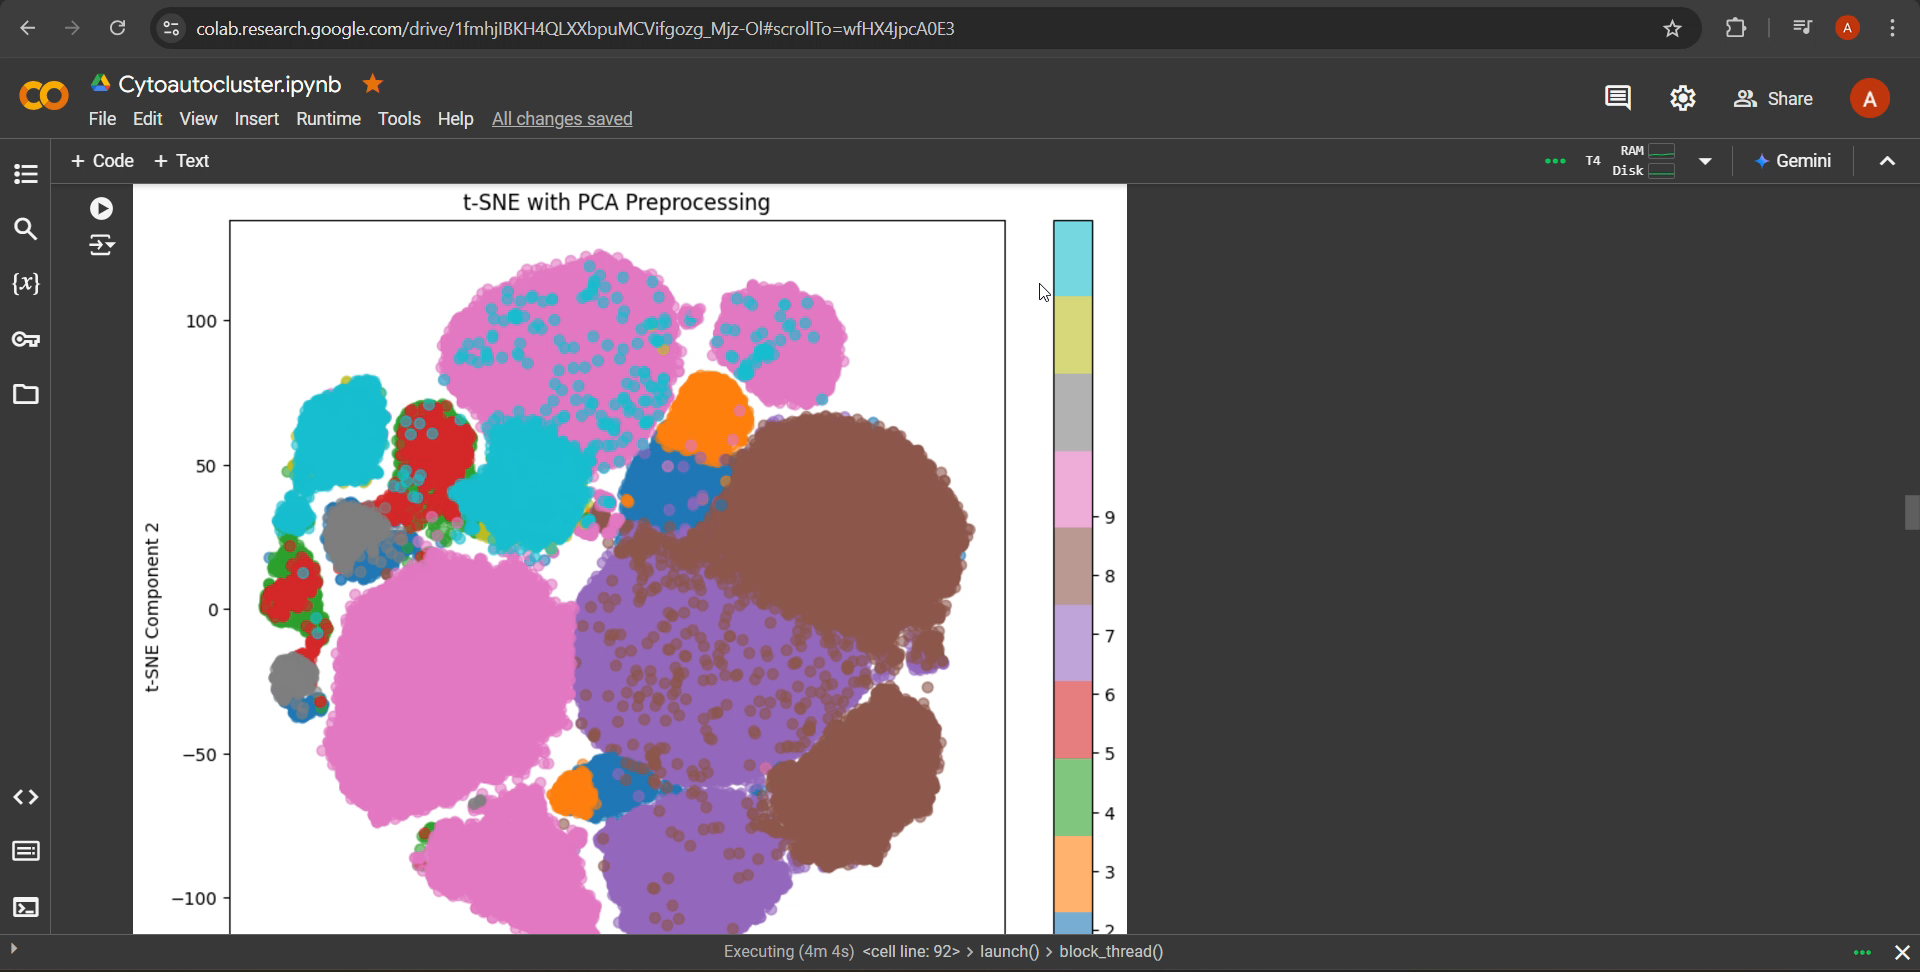 colab.research.google.com/drive/1fmhjIBKH4QLXXbpuMCVifgozg_Mjz-Ol#scrollTo=wfHX4jpcA0E3
A
Cytoautocluster.ipynb
File Edit View Insert Runtime Tools Help All changes saved
Share
A
+ Code + Text
T4
RAM
Disk
Gemini
{x}
t-SNE with PCA Preprocessing
t-SNE Component 2
100
50
0
−50
−100
9
8
7
6
5
4
3
2
Executing (4m 4s) <cell line: 92> > launch() > block_thread()